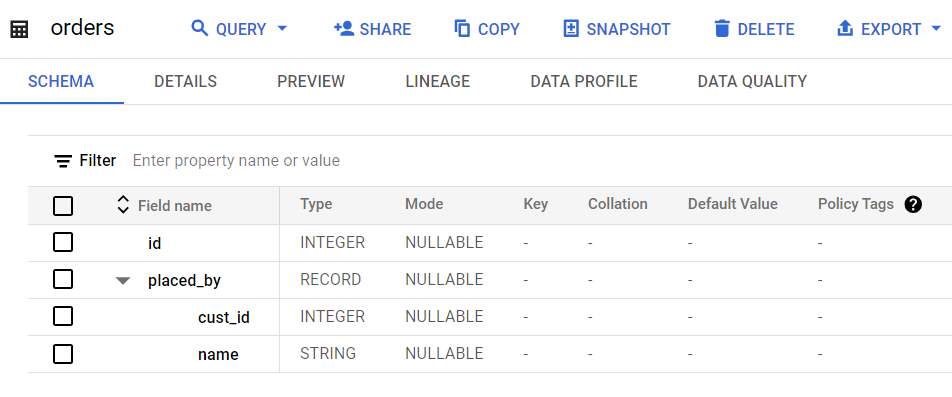 orders QUERY SHARE COPY SNAPSHOT DELETE EXPORT
SCHEMA DETAILS PREVIEW LINEAGE DATA PROFILE DATA QUALITY
Filter Enter property name or value
Field name Type Mode Key Collation Default Value Policy Tags ?
id INTEGER NULLABLE - - - -
placed_by RECORD NULLABLE - - - -
cust_id INTEGER NULLABLE - - - -
name STRING NULLABLE - - - -